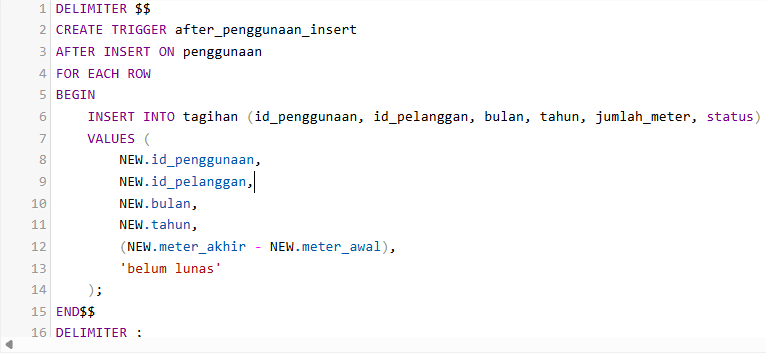 1 DELIMITER $$
2 CREATE TRIGGER after_penggunaan_insert
3 AFTER INSERT ON penggunaan
4 FOR EACH ROW
5 BEGIN
6 INSERT INTO tagihan (id_penggunaan, id_pelanggan, bulan, tahun, jumlah_meter, status)
7 VALUES (
8 NEW.id_penggunaan,
9 NEW.id_pelanggan,
10 NEW.bulan,
11 NEW.tahun,
12 (NEW.meter_akhir - NEW.meter_awal),
13 'belum lunas'
14 );
15 END$$
16 DELIMITER